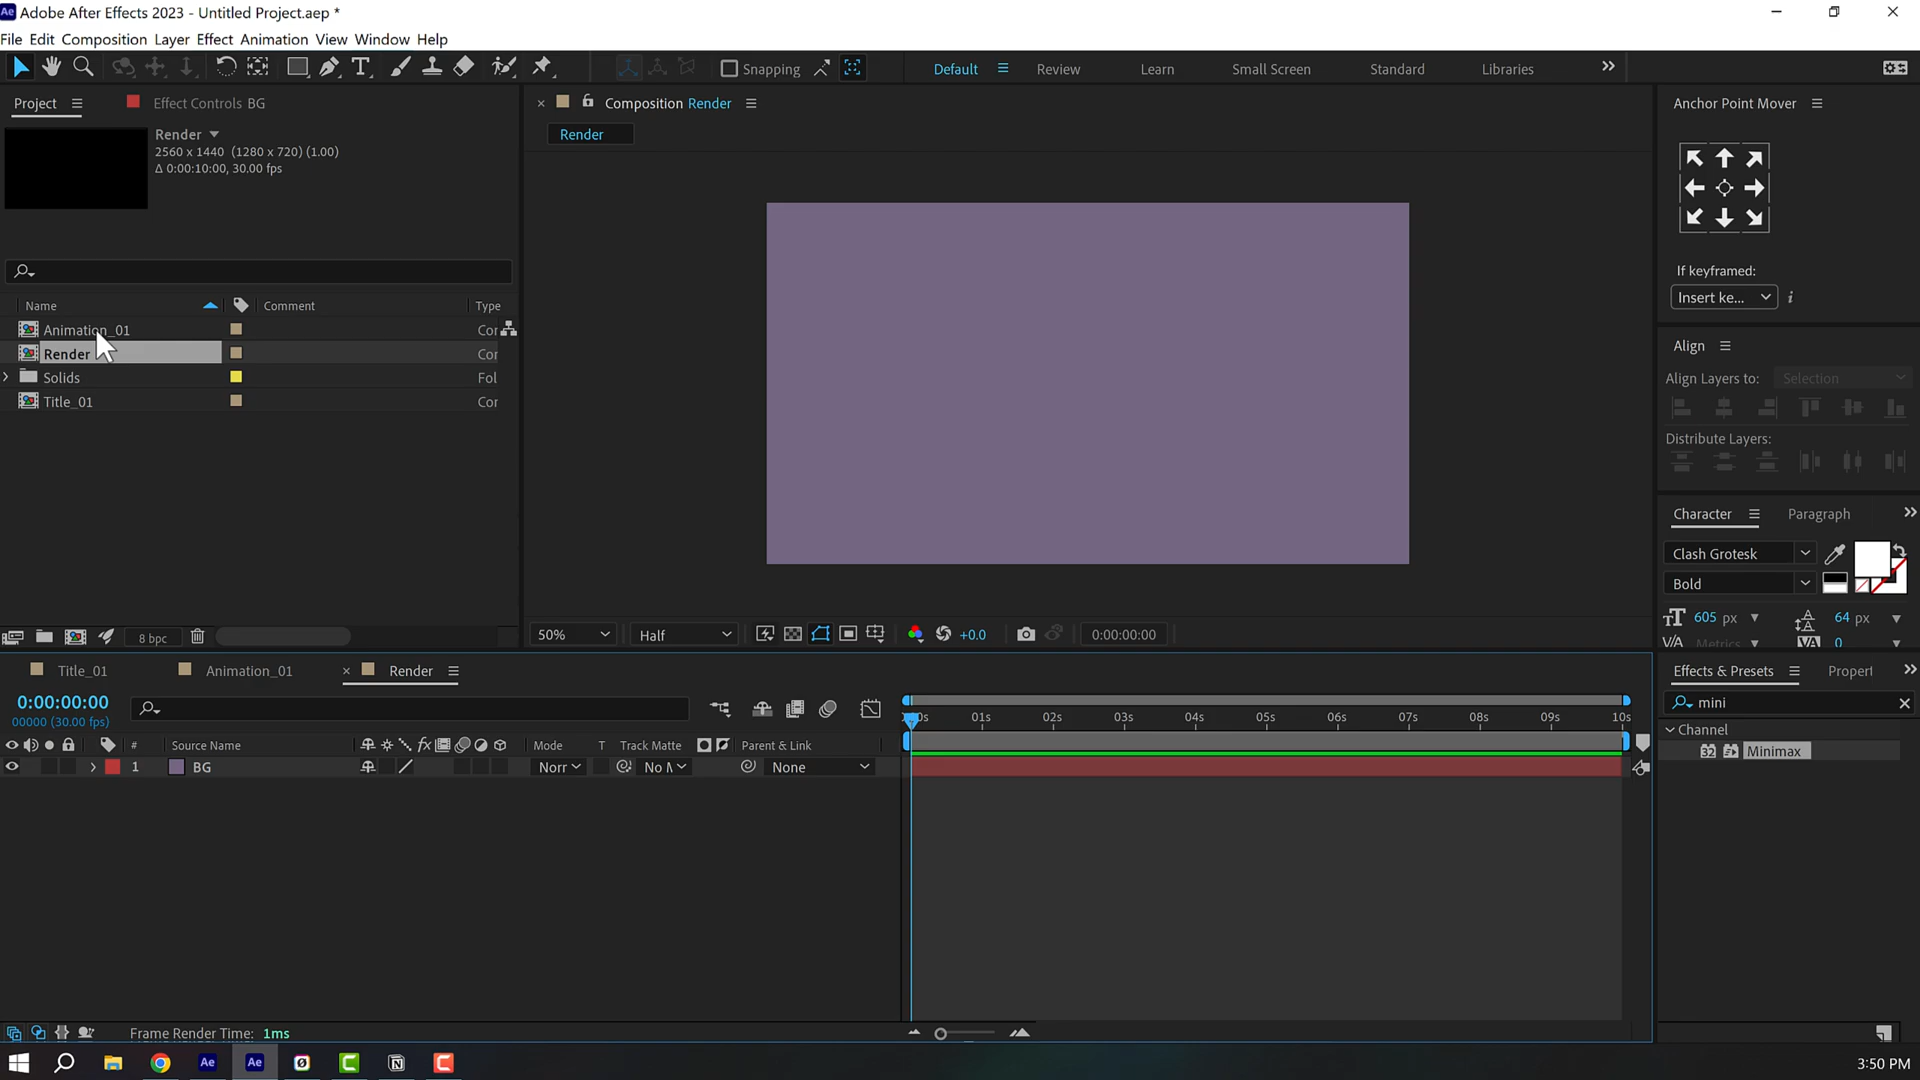 Ae Adobe After Effects 2023 - Untitled Project.aep *
File Edit Composition Layer Effect Animation View Window Help
Snapping
Default
Review
Learn
Small Screen
Standard
Libraries
Project
Effect Controls BG
Render
2560 x 1440 (1280 x 720) (1.00)
Δ 0:00:10:00, 30.00 fps
Name
Comment
Type
Animation_01
Cor
Render
Cor
Solids
Fol
Title_01
Cor
8 bpc
Composition Render
Render
50%
Half
+0.0
0:00:00:00
Anchor Point Mover
If keyframed:
Insert ke...
i
Align
Align Layers to:
Selection
Distribute Layers:
Character
Paragraph
Clash Grotesk
Bold
605 px
64 px
Metrics
0
Title_01
Animation_01
Render
0:00:00:00
00000 (30.00 fps)
#
Source Name
fx
Mode
T
Track Matte
Parent & Link
1
BG
Norr
No M
None
01s
02s
03s
04s
05s
06s
07s
08s
09s
10s
Frame Render Time: 1ms
Effects & Presets
Properl
mini
Channel
32
Minimax
Ae
Ae
3:50 PM